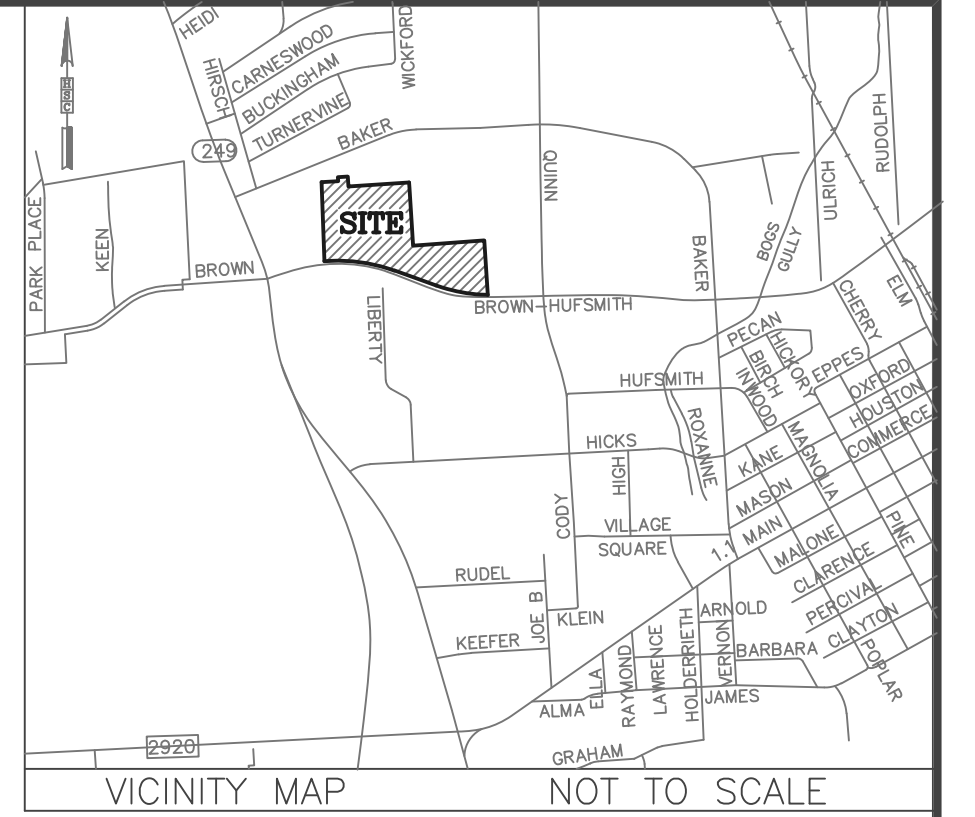 HEIDI
HIRSCH
CARNESWOOD
BUCKINGHAM
TURNERVINE
WICKFORD
BAKER
249
HSC
QUINN
ULRICH
RUDOLPH
PARK PLACE
KEEN
BROWN
SITE
BAKER
BOGS
GULLY
LIBERTY
BROWN-HUFSMITH
ELM
CHERRY
PECAN
BIRCH
HICKORY
INWOOD
EPPES
OXFORD
HOUSTON
COMMERCE
HUFSMITH
ROXANNE
HICKS
HIGH
KANE
MAGNOLIA
MASON
MAIN
CODY
VILLAGE
SQUARE
1.1
MALONE
PINE
CLARENCE
PERCIVAL
CLAYTON
POPLAR
RUDEL
JOE B
KLEIN
KEEFER
ARNOLD
VERNON
BARBARA
ELLA
RAYMOND
LAWRENCE
HOLDERRIETH
ALMA
JAMES
GRAHAM
2920
VICINITY MAP
NOT TO SCALE